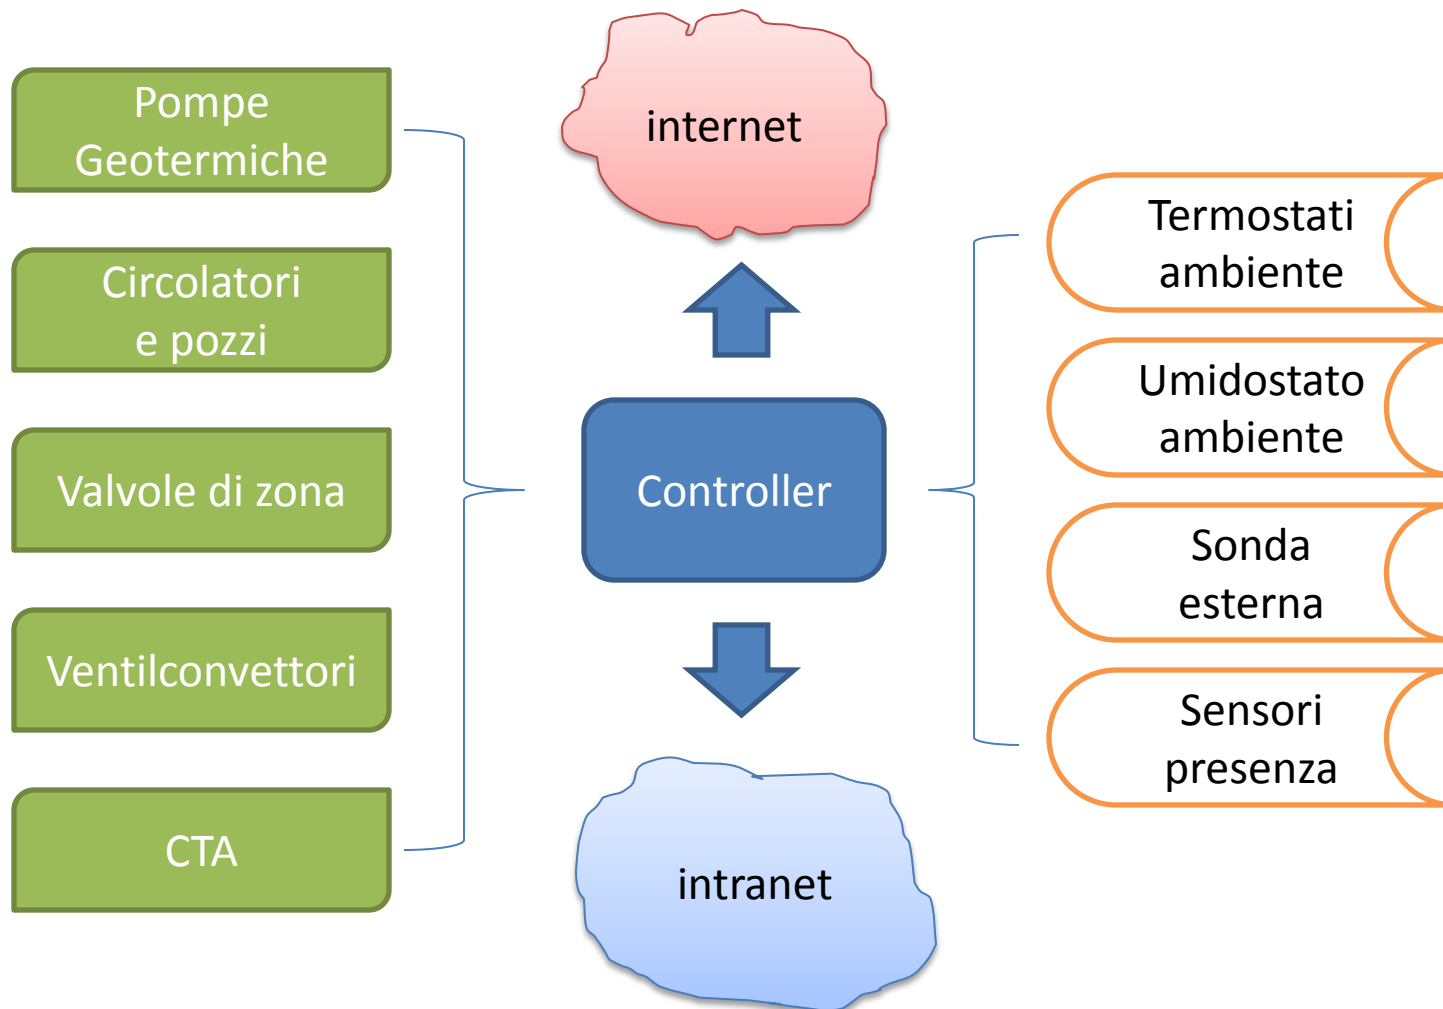 Pompe
Geotermiche
Circolatori
e pozzi
Valvole di zona
Ventilconvettori
CTA
internet
Controller
intranet
Termostati
ambiente
Umidostato
ambiente
Sonda
esterna
Sensori
presenza